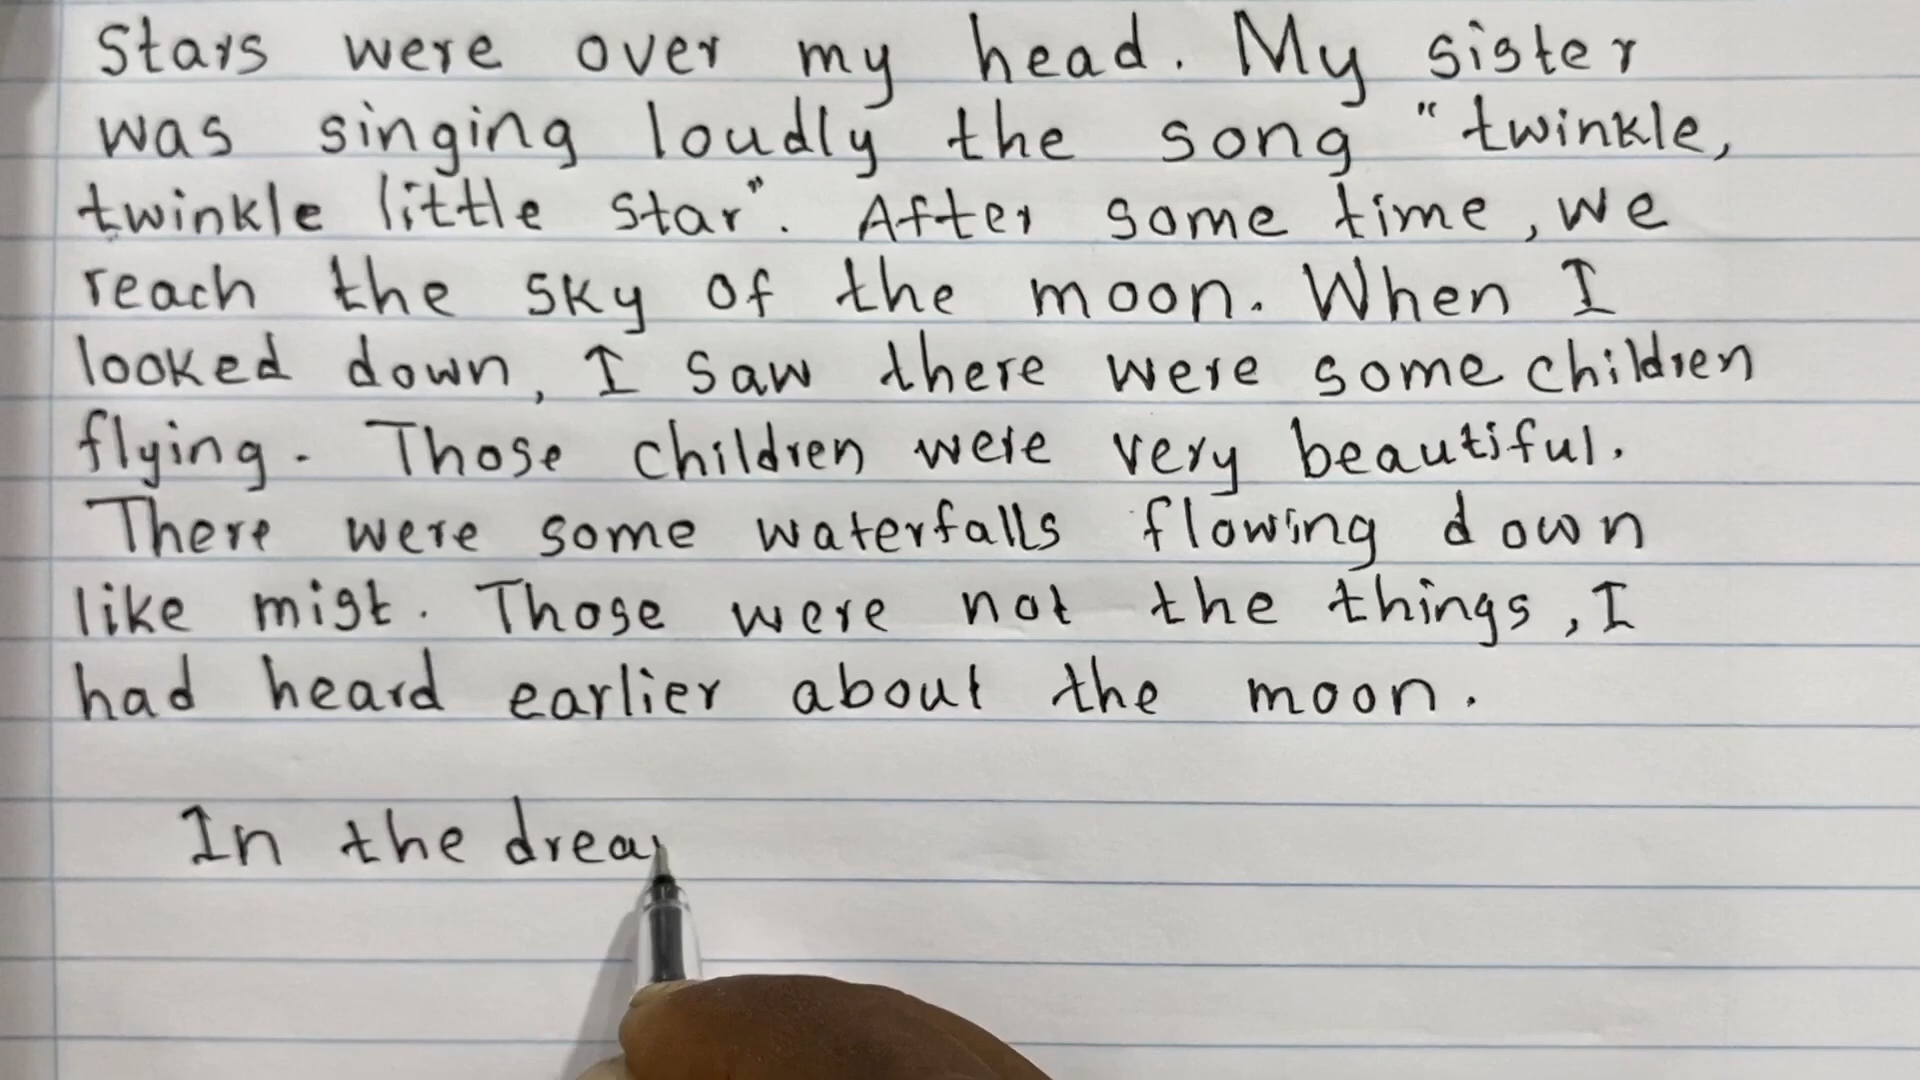 Stars were over my head. My sister
was singing loudly the song "twinkle,
twinkle little star". After some time, we
reach the sky of the moon. When I
looked down, I saw there were some children
flying. Those children were very beautiful.
There were some waterfalls flowing down
like mist. Those were not the things, I
had heard earlier about the moon.
In the drea